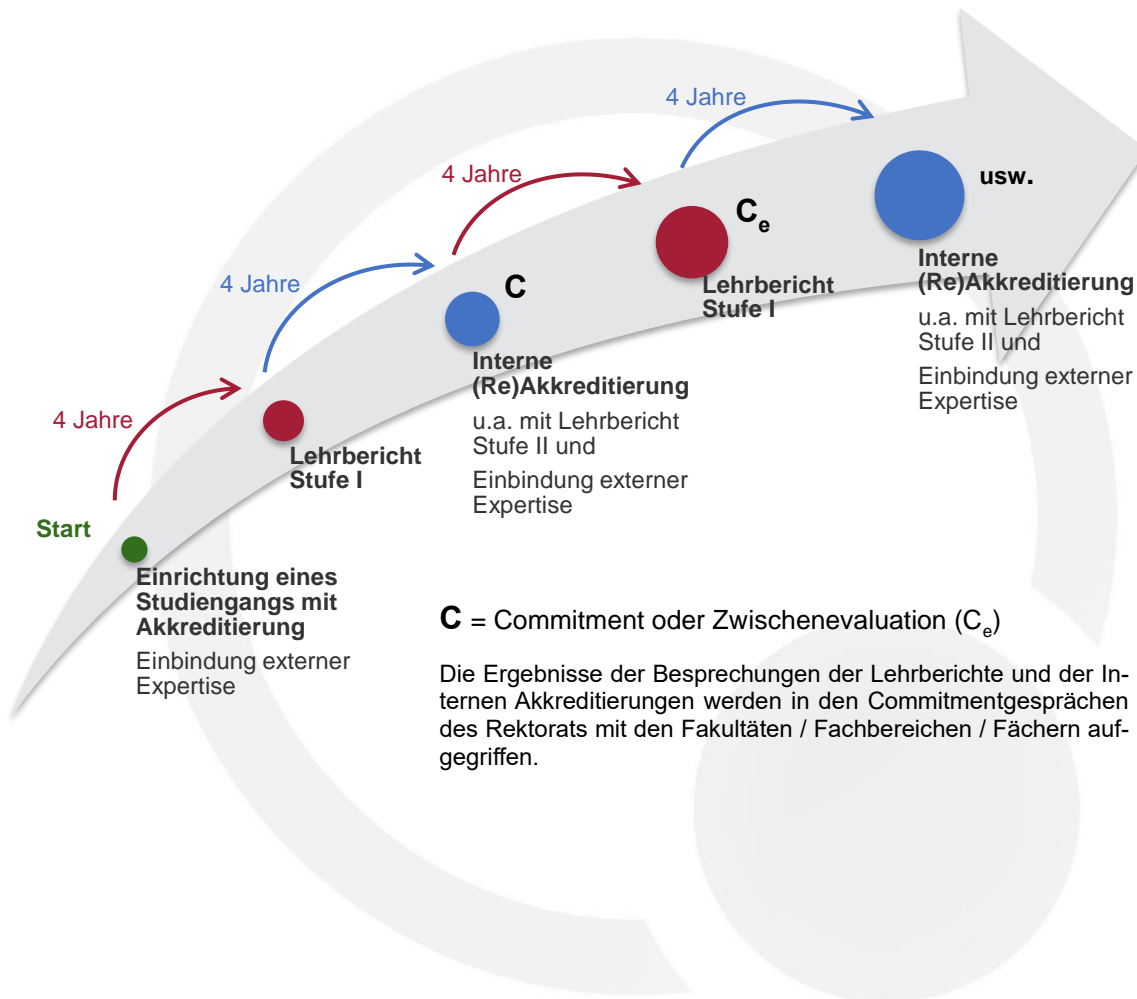 4 Jahre
usw.
4 Jahre
C
e
Interne
(Re)Akkreditierung
u.a. mit Lehrbericht
Stufe II und
Einbindung externer
Expertise
Lehrbericht
Stufe I
4 Jahre
C
Interne
(Re)Akkreditierung
u.a. mit Lehrbericht
Stufe II und
Einbindung externer
Expertise
4 Jahre
Lehrbericht
Stufe I
Start
Einrichtung eines
Studiengangs mit
Akkreditierung
Einbindung externer
Expertise
C = Commitment oder Zwischenevaluation (Ce)
Die Ergebnisse der Besprechungen der Lehrberichte und der In-
ternen Akkreditierungen werden in den Commitmentgesprächen
des Rektorats mit den Fakultäten / Fachbereichen / Fächern auf-
gegriffen.